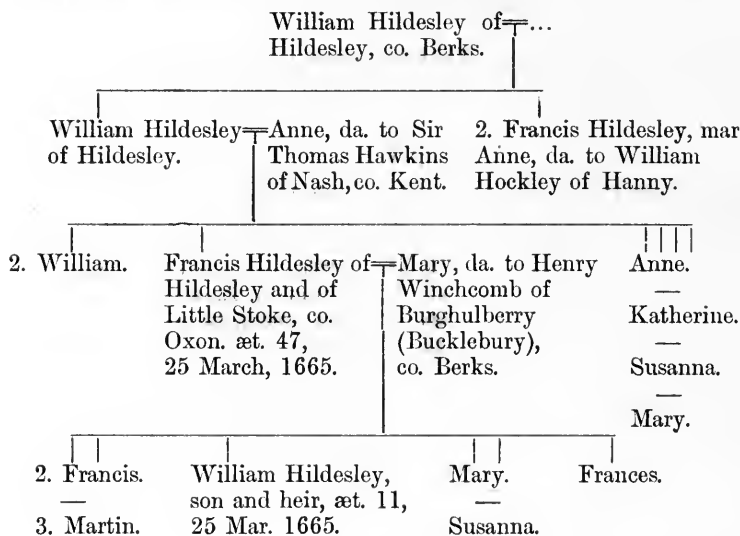 William Hildesley of ...
Hildesley, co. Berks.
William Hildesley
of Hildesley.
Anne, da. to Sir
Thomas Hawkins
of Nash, co. Kent.
2. Francis Hildesley, mar
Anne, da. to William
Hockley of Hanny.
2. William.
Francis Hildesley of
Hildesley and of
Little Stoke, co.
Oxon. æt. 47,
25 March, 1665.
Mary, da. to Henry
Winchcomb of
Burghulberry
(Bucklebury),
co. Berks.
Anne.
—
Katherine.
—
Susanna.
—
Mary.
2. Francis.
—
3. Martin.
William Hildesley,
son and heir, æt. 11,
25 Mar. 1665.
Mary.
—
Susanna.
Frances.